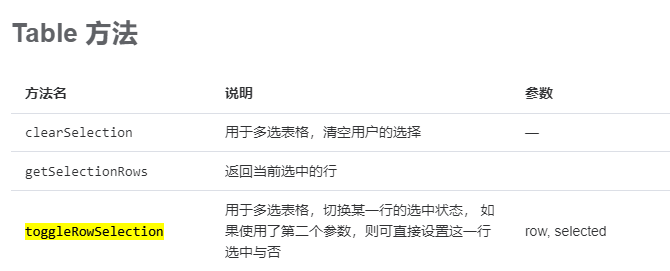 Table 方法
方法名 说明 参数
clearSelection 用于多选表格，清空用户的选择 —
getSelectionRows 返回当前选中的行
用于多选表格，切换某一行的选中状态， 如
toggleRowSelection 果使用了第二个参数，则可直接设置这一行 row, selected
选中与否